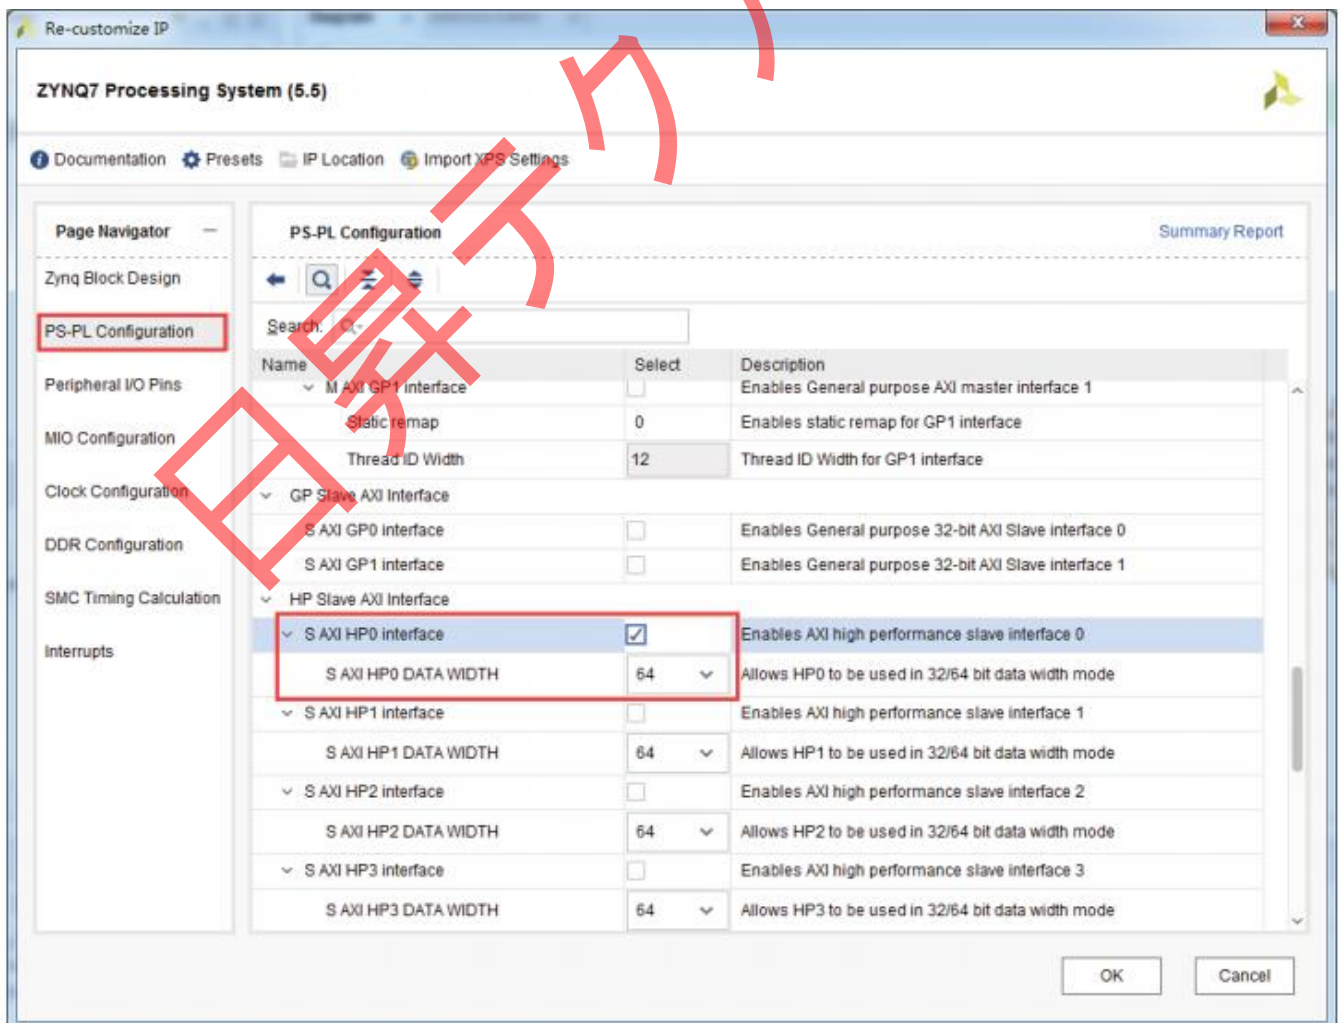 Re-customize IP
ZYNQ7 Processing System (5.5)
Documentation Presets IP Location Import XPS Settings
Page Navigator
Zynq Block Design
PS-PL Configuration
Peripheral I/O Pins
MIO Configuration
Clock Configuration
DDR Configuration
SMC Timing Calculation
Interrupts
PS-PL Configuration Summary Report
Search:
Name Select Description
M AXI GP1 interface Enables General purpose AXI master interface 1
Static remap 0 Enables static remap for GP1 interface
Thread ID Width 12 Thread ID Width for GP1 interface
GP Slave AXI Interface
S AXI GP0 interface Enables General purpose 32-bit AXI Slave interface 0
S AXI GP1 interface Enables General purpose 32-bit AXI Slave interface 1
HP Slave AXI Interface
S AXI HP0 interface Enables AXI high performance slave interface 0
S AXI HP0 DATA WIDTH 64 Allows HP0 to be used in 32/64 bit data width mode
S AXI HP1 interface Enables AXI high performance slave interface 1
S AXI HP1 DATA WIDTH 64 Allows HP1 to be used in 32/64 bit data width mode
S AXI HP2 interface Enables AXI high performance slave interface 2
S AXI HP2 DATA WIDTH 64 Allows HP2 to be used in 32/64 bit data width mode
S AXI HP3 interface Enables AXI high performance slave interface 3
S AXI HP3 DATA WIDTH 64 Allows HP3 to be used in 32/64 bit data width mode
OK Cancel
日昇テク